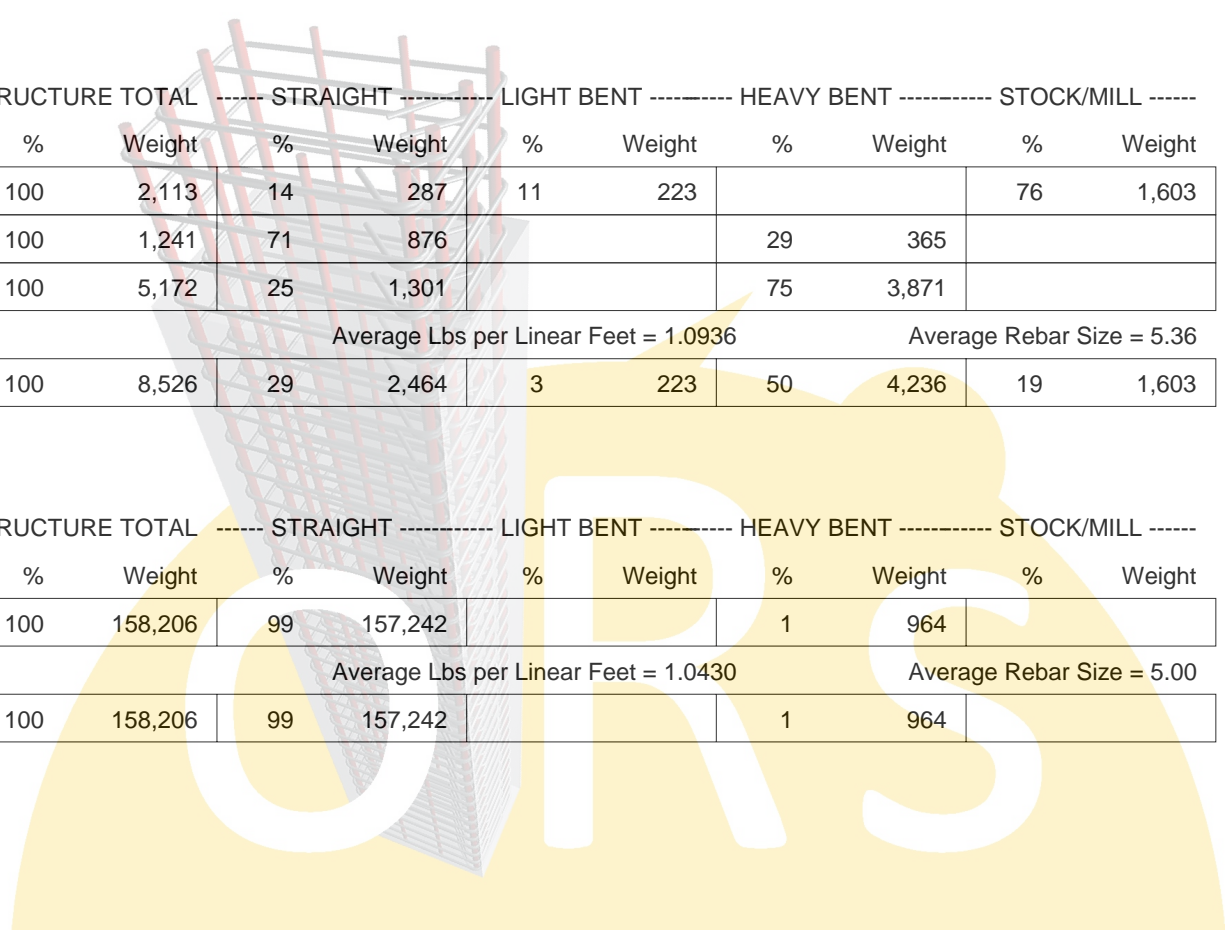 RUCTURE TOTAL ------ STRAIGHT ------------ LIGHT BENT ------------ HEAVY BENT ------------ STOCK/MILL ------
% Weight % Weight % Weight % Weight % Weight
100 2,113 14 287 11 223 76 1,603
100 1,241 71 876 29 365
100 5,172 25 1,301 75 3,871
Average Lbs per Linear Feet = 1.0936 Average Rebar Size = 5.36
100 8,526 29 2,464 3 223 50 4,236 19 1,603
RUCTURE TOTAL ------ STRAIGHT ------------ LIGHT BENT ------------ HEAVY BENT ------------ STOCK/MILL ------
% Weight % Weight % Weight % Weight % Weight
100 158,206 99 157,242 1 964
Average Lbs per Linear Feet = 1.0430 Average Rebar Size = 5.00
100 158,206 99 157,242 1 964
ORS